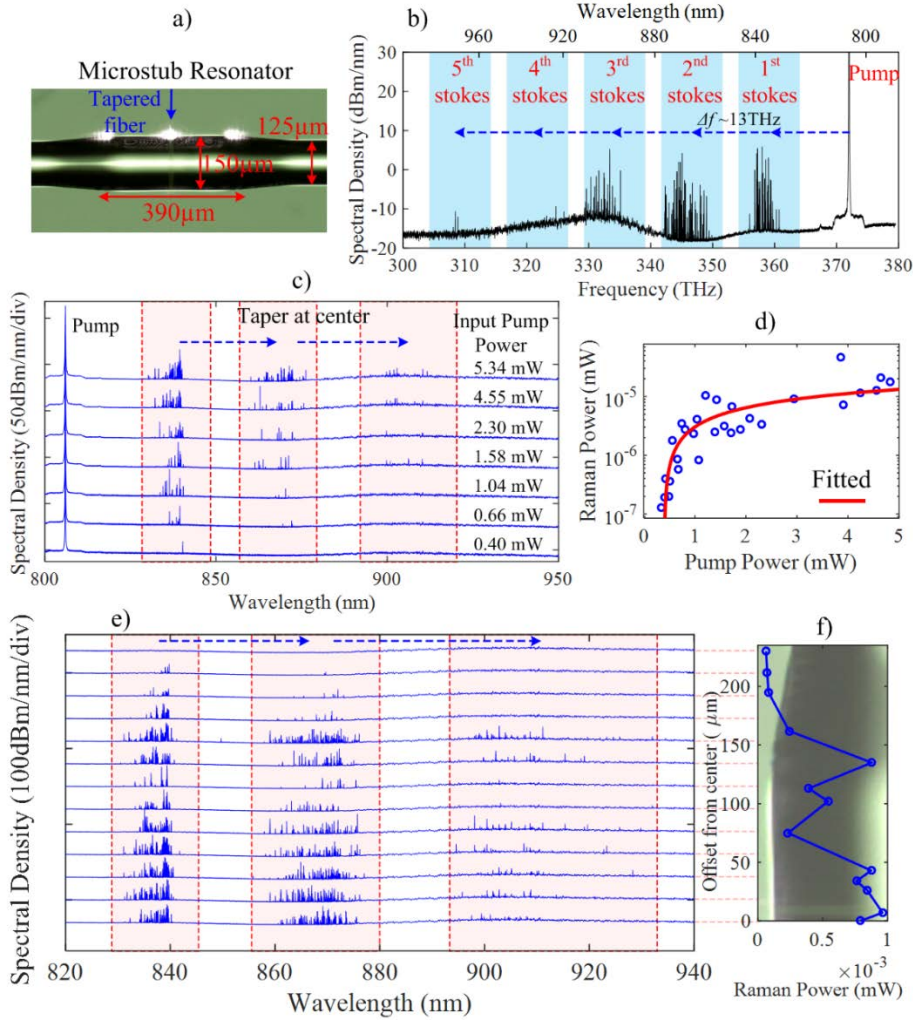 a)
Microstub Resonator
Tapered
fiber
125µm
150µm
390µm
b)
Wavelength (nm)
960 920 880 840 800
Spectral Density (dBm/nm)
30
20
10
0
-10
-20
5th stokes
4th stokes
3rd stokes
2nd stokes
1st stokes
Pump
Δf ~13THz
300 310 320 330 340 350 360 370 380
Frequency (THz)
c)
Spectral Density (50dBm/nm/div)
Pump
Taper at center
Input Pump
Power
5.34 mW
4.55 mW
2.30 mW
1.58 mW
1.04 mW
0.66 mW
0.40 mW
800 850 900 950
Wavelength (nm)
d)
Raman Power (mW)
10-5
10-6
10-7
Fitted
0 1 2 3 4 5
Pump Power (mW)
e)
Spectral Density (100dBm/nm/div)
820 840 860 880 900 920 940
Wavelength (nm)
f)
Offset from center( µm)
200
150
100
50
0
0 0.5 1
×10-3
Raman Power (mW)